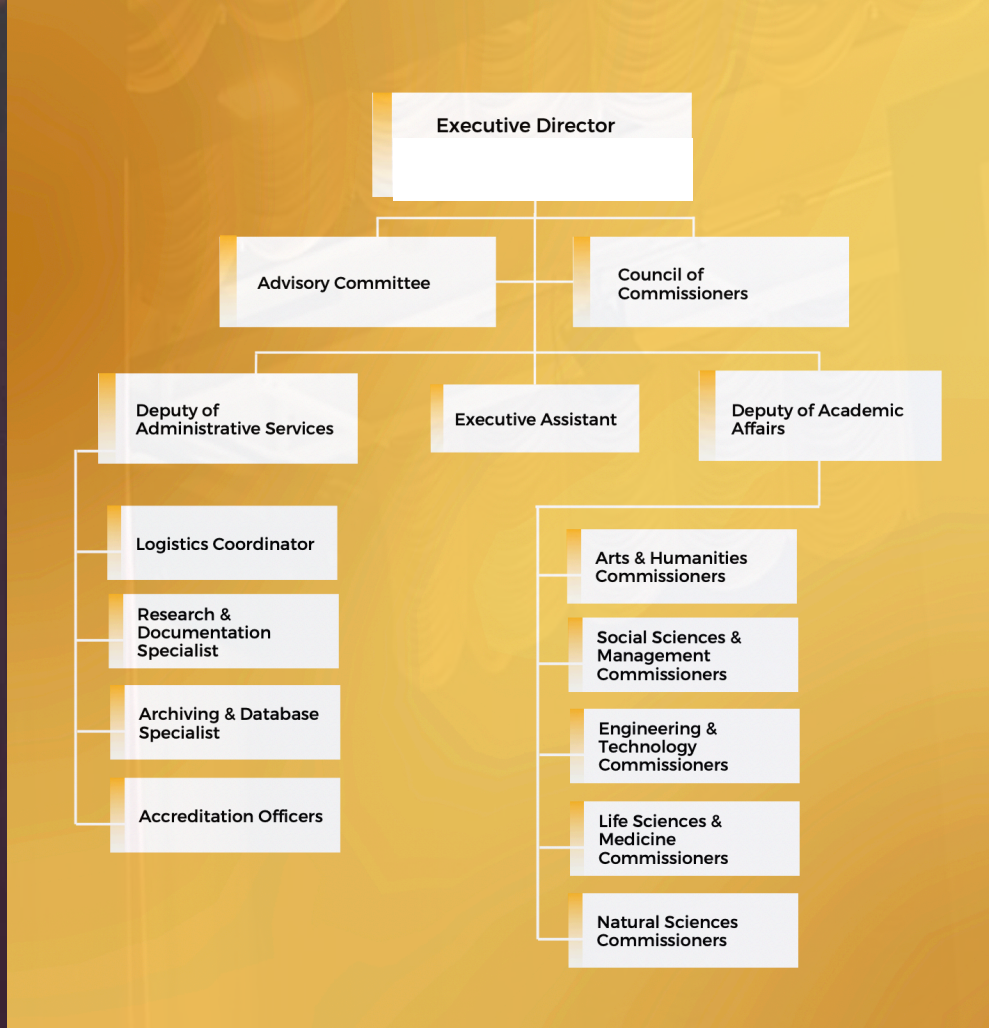 Executive Director
Advisory Committee
Council of
Commissioners
Deputy of
Administrative Services
Executive Assistant
Deputy of Academic
Affairs
Logistics Coordinator
Research &
Documentation
Specialist
Archiving & Database
Specialist
Accreditation Officers
Arts & Humanities
Commissioners
Social Sciences &
Management
Commissioners
Engineering &
Technology
Commissioners
Life Sciences &
Medicine
Commissioners
Natural Sciences
Commissioners